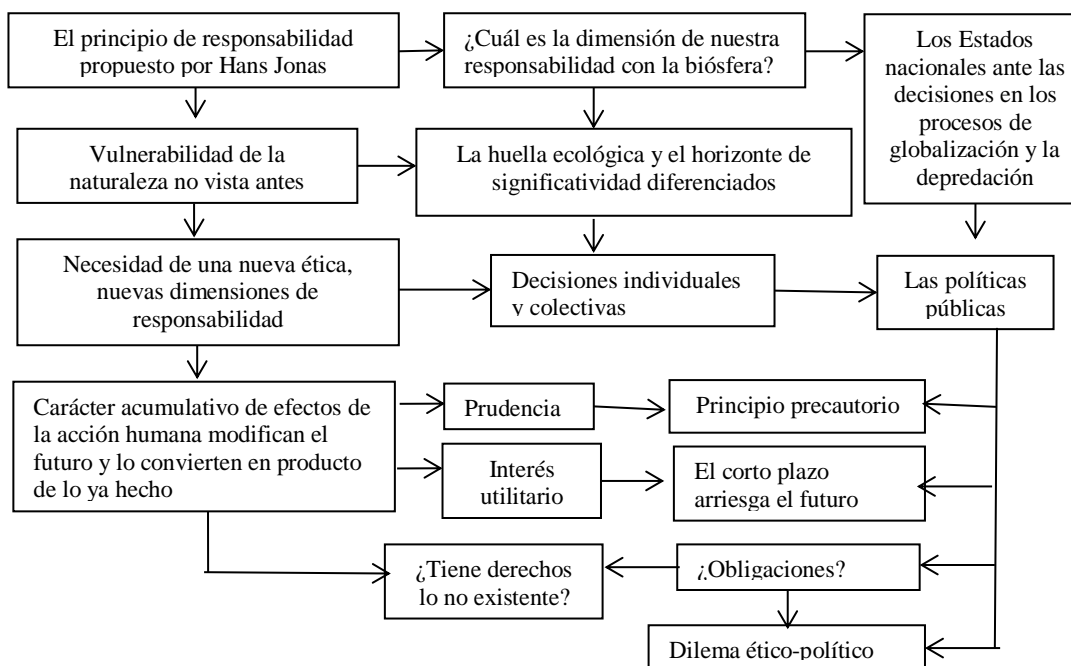 El principio de responsabilidad
propuesto por Hans Jonas
¿Cuál es la dimensión de nuestra
responsabilidad con la biósfera?
Los Estados
nacionales ante las
decisiones en los
procesos de
globalización y la
depredación
Vulnerabilidad de la
naturaleza no vista antes
La huella ecológica y el horizonte de
significatividad diferenciados
Necesidad de una nueva ética,
nuevas dimensiones de
responsabilidad
Decisiones individuales
y colectivas
Las políticas
públicas
Carácter acumulativo de efectos de
la acción humana modifican el
futuro y lo convierten en producto
de lo ya hecho
Prudencia
Principio precautorio
Interés
utilitario
El corto plazo
arriesga el futuro
¿Tiene derechos
lo no existente?
¿Obligaciones?
Dilema ético-político